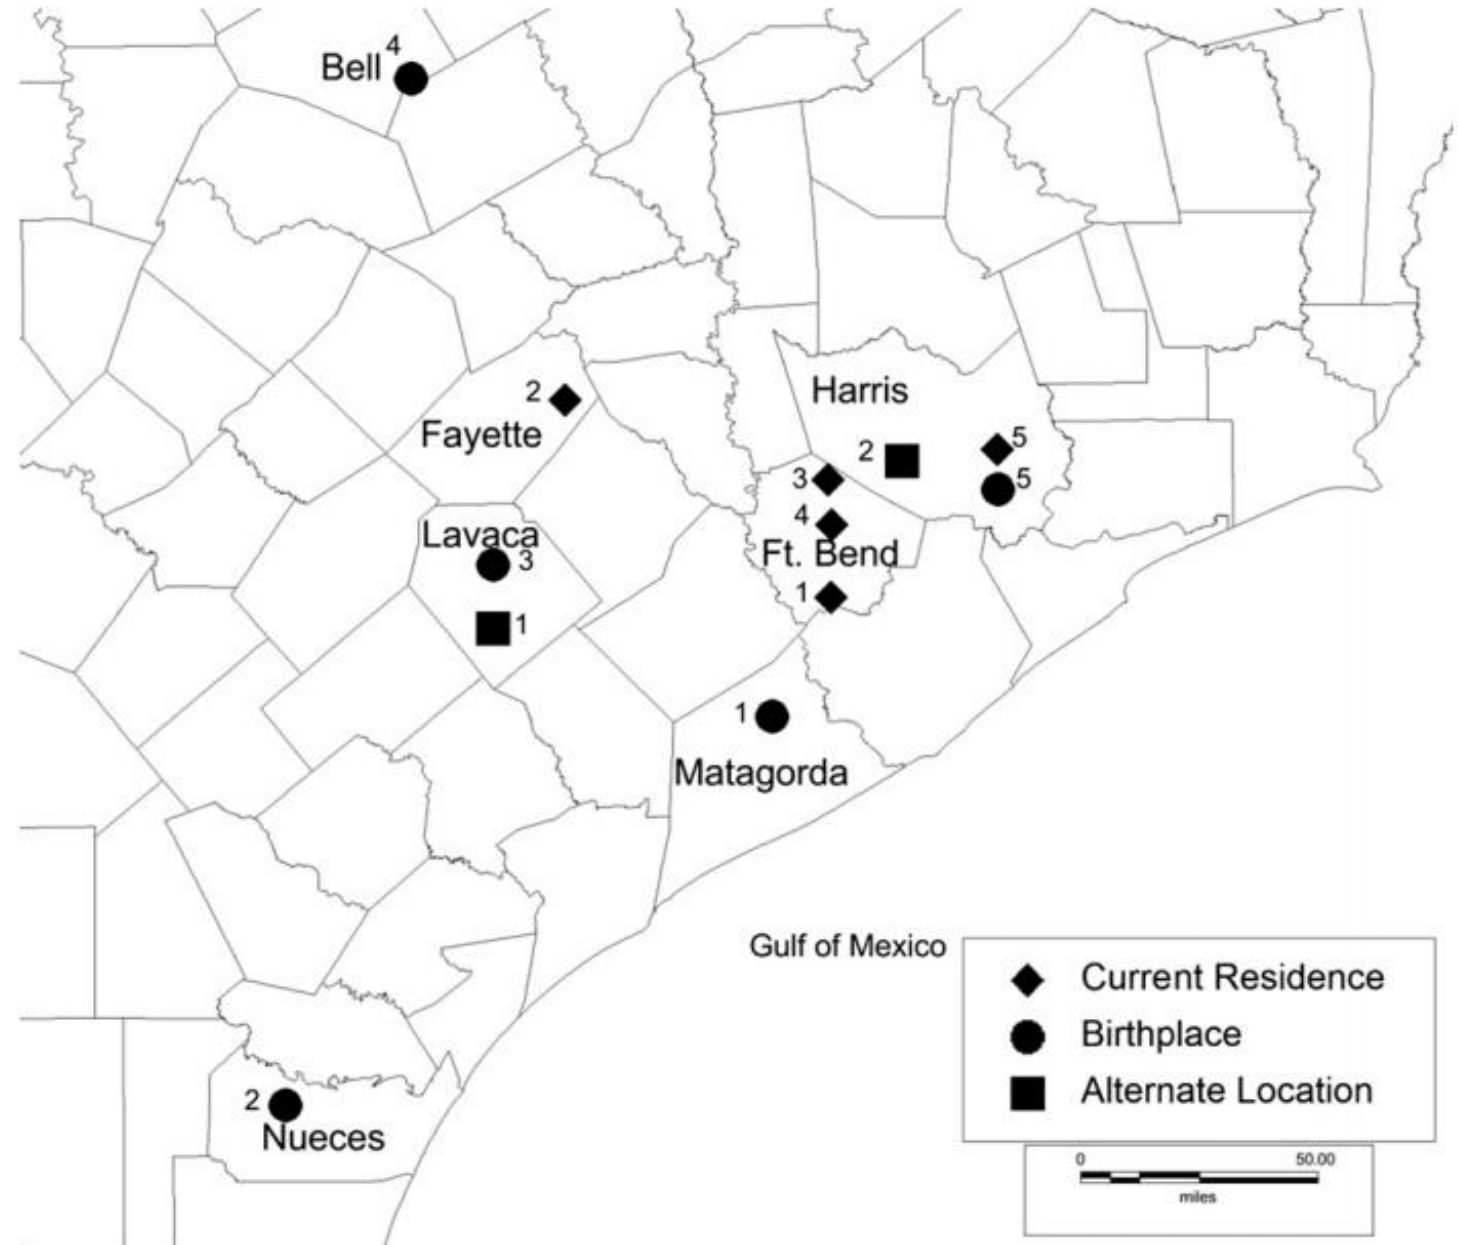 4
Bell
2
Fayette
Harris
2
5
5
3
4
Ft. Bend
1
Lavaca
3
1
1
Matagorda
Gulf of Mexico
Current Residence
Birthplace
Alternate Location
2
Nueces
0 50.00
miles